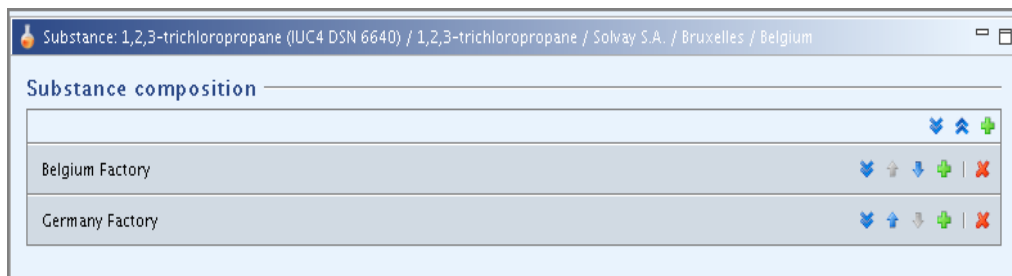 Substance: 1,2,3-trichloropropane (IUC4 DSN 6640) / 1,2,3-trichloropropane / Solvay S.A. / Bruxelles / Belgium
Substance composition
Belgium Factory
Germany Factory